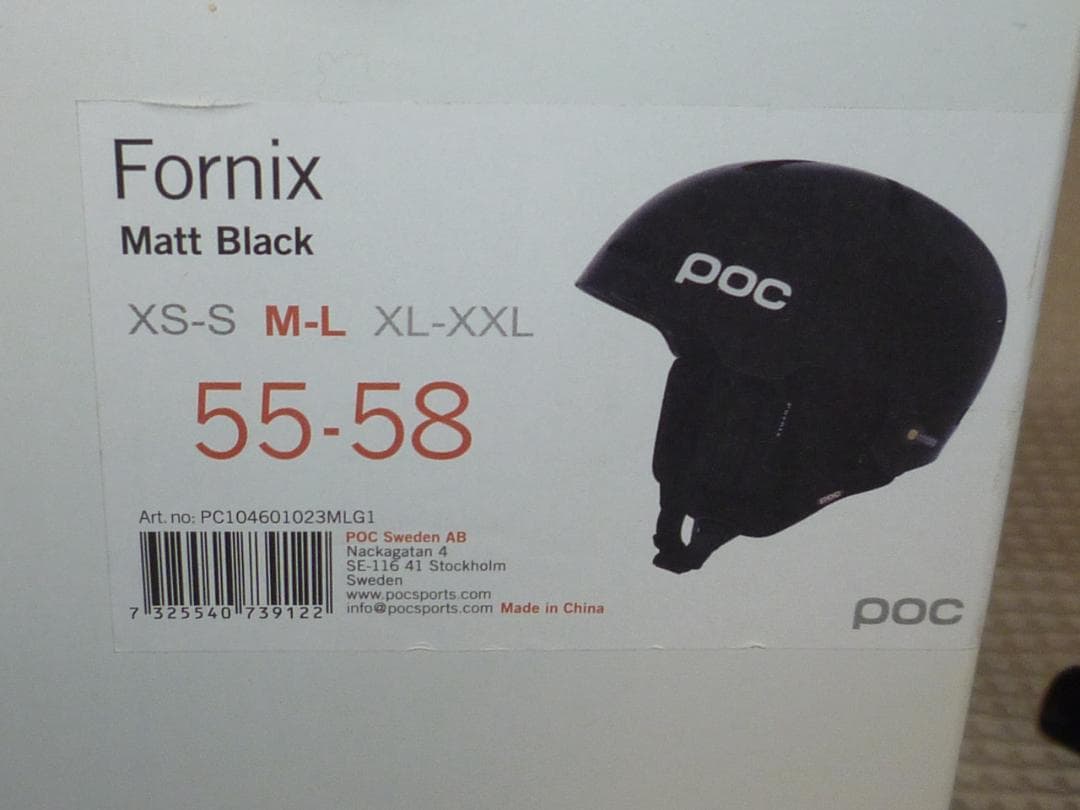 Fornix
Matt Black
XS-S M-L XL-XXL
55-58
Art. no: PC104601023MLG1
7 325540 739122
POC Sweden AB
Nackagatan 4
SE-116 41 Stockholm
Sweden
www.pocsports.com
info@pocsports.com Made in China
poc
poc
poc